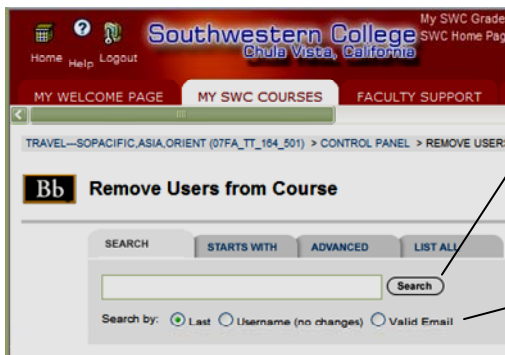 My SWC Grade
Southwestern College SWC Home Pag
Chula Vista, California
Home Help Logout
MY WELCOME PAGE MY SWC COURSES FACULTY SUPPORT
TRAVEL---SOPACIFIC,ASIA,ORIENT (07FA_TT_164_501) > CONTROL PANEL > REMOVE USERS
Bb Remove Users from Course
SEARCH STARTS WITH ADVANCED LIST ALL
Search
Search by: Last Username (no changes) Valid Email